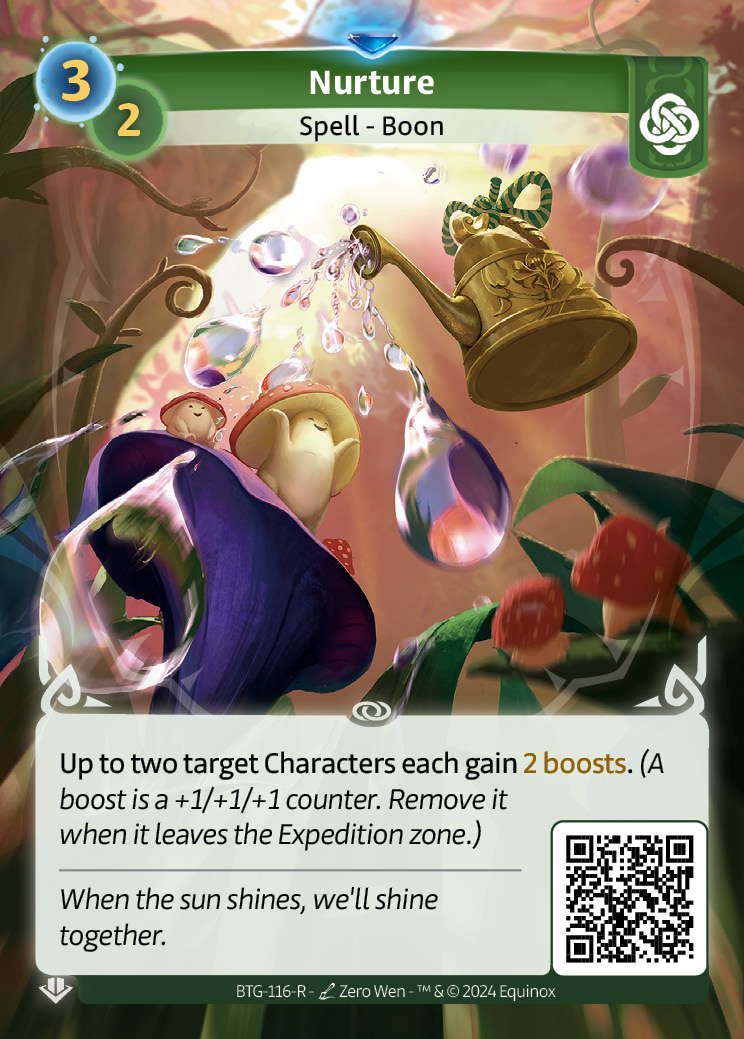 3
Nurture
2
Spell - Boon
Up to two target Characters each gain 2 boosts. (A
boost is a +1/+1/+1 counter. Remove it
when it leaves the Expedition zone.)
When the sun shines, we'll shine
together.
BTG-116-R - Zero Wen - ™ & © 2024 Equinox